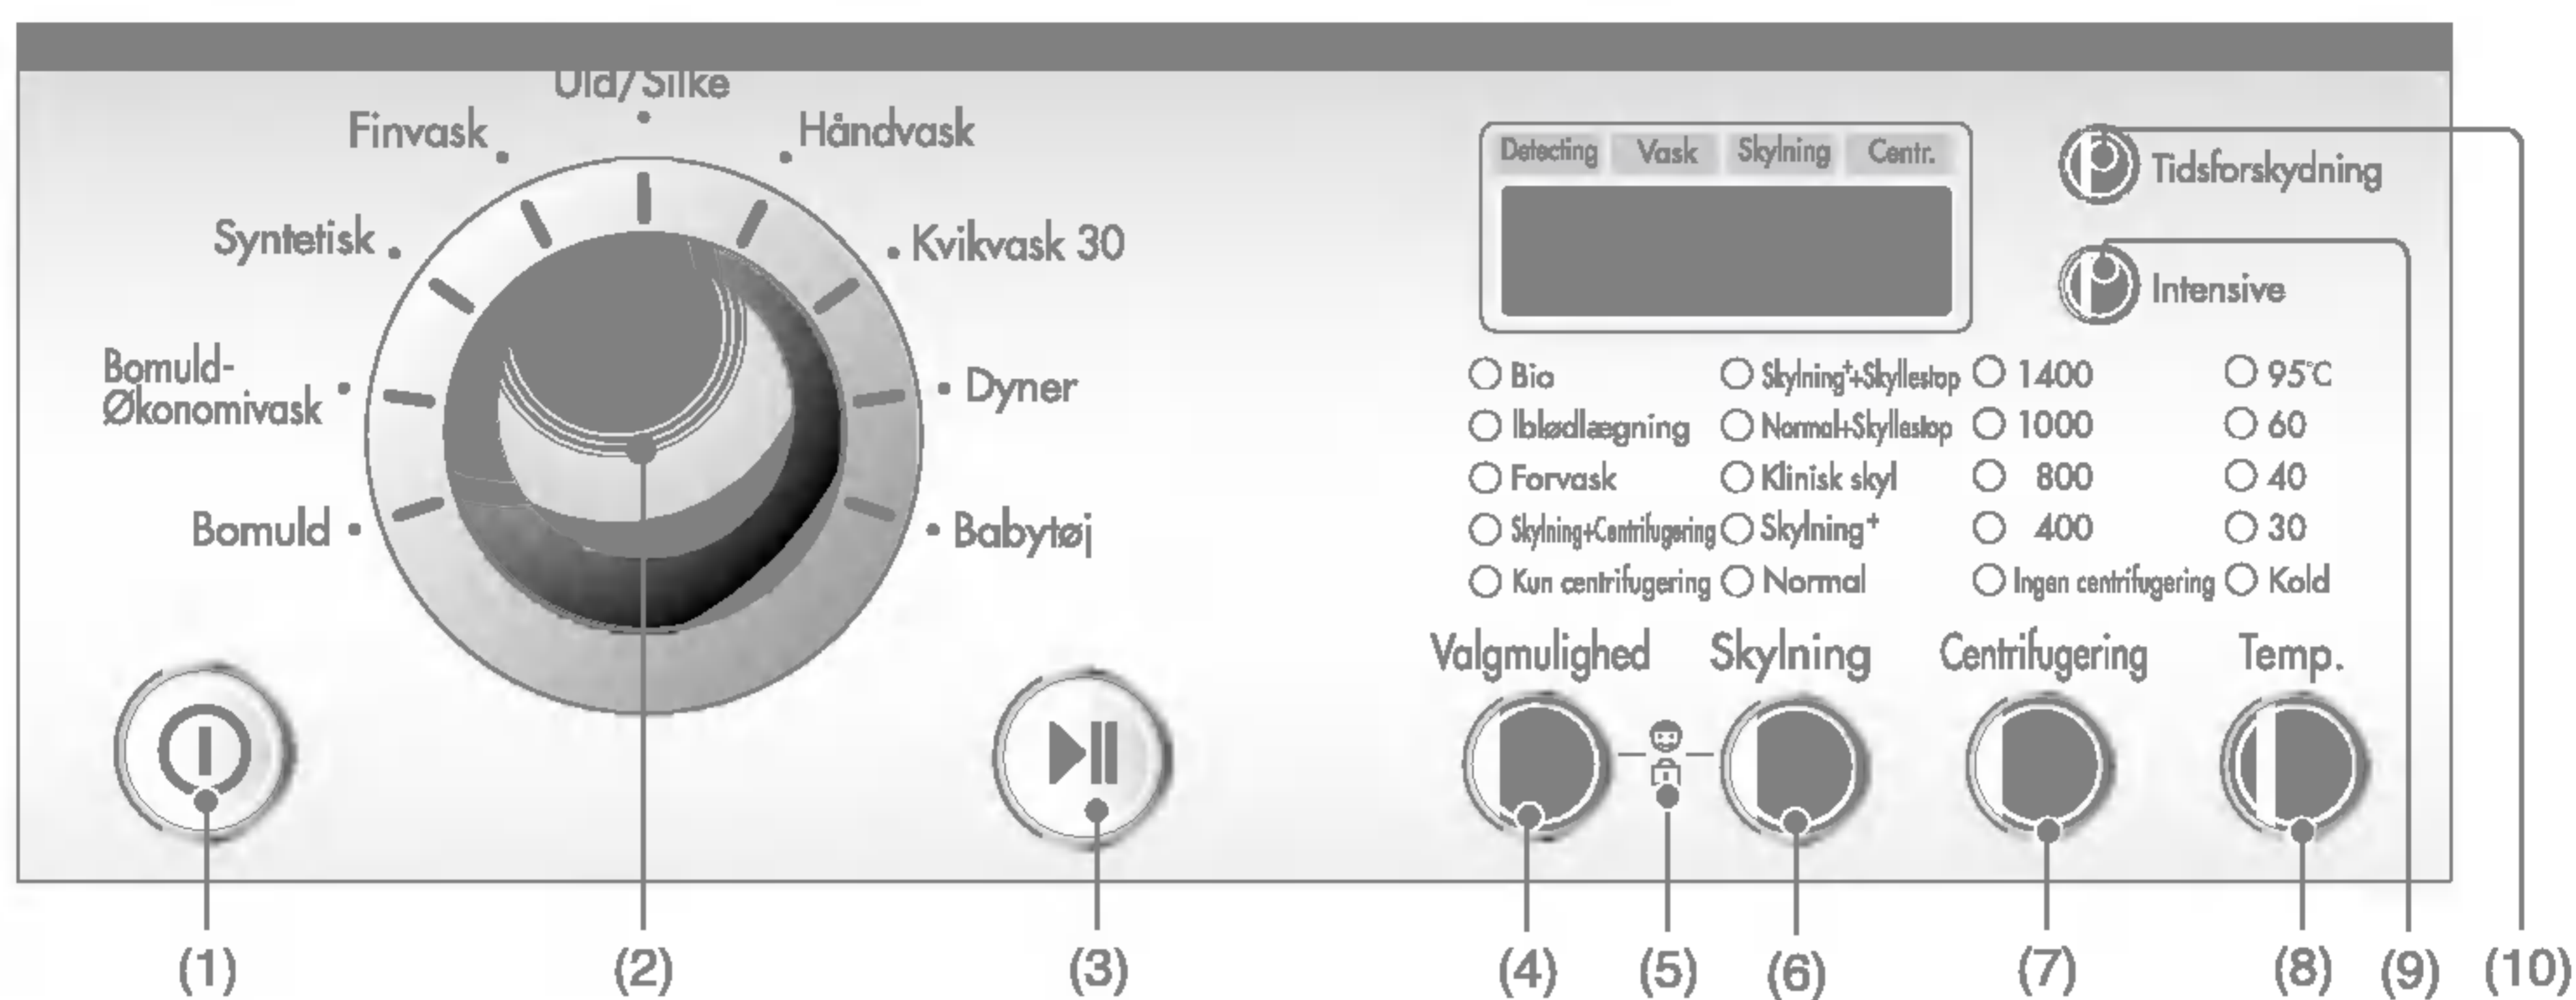 Uld/Silke
Finvask
Håndvask
Syntetisk
Kvikvask 30
Bomuld-
Økonomivask
Dyner
Bomuld
Babytøj
Detecting Vask Skylning Centr.
Tidsforskydning
Intensive
Bio Skylning⁺+Skyllestop 1400 95°C
Iblødlægning Normal+Skyllestop 1000 60
Forvask Klinisk skyl 800 40
Skylning+Centrifugering Skylning⁺ 400 30
Kun centrifugering Normal Ingen centrifugering Kold
Valgmulighed Skylning Centrifugering Temp.
(1) (2) (3) (4) (5) (6) (7) (8) (9) (10)